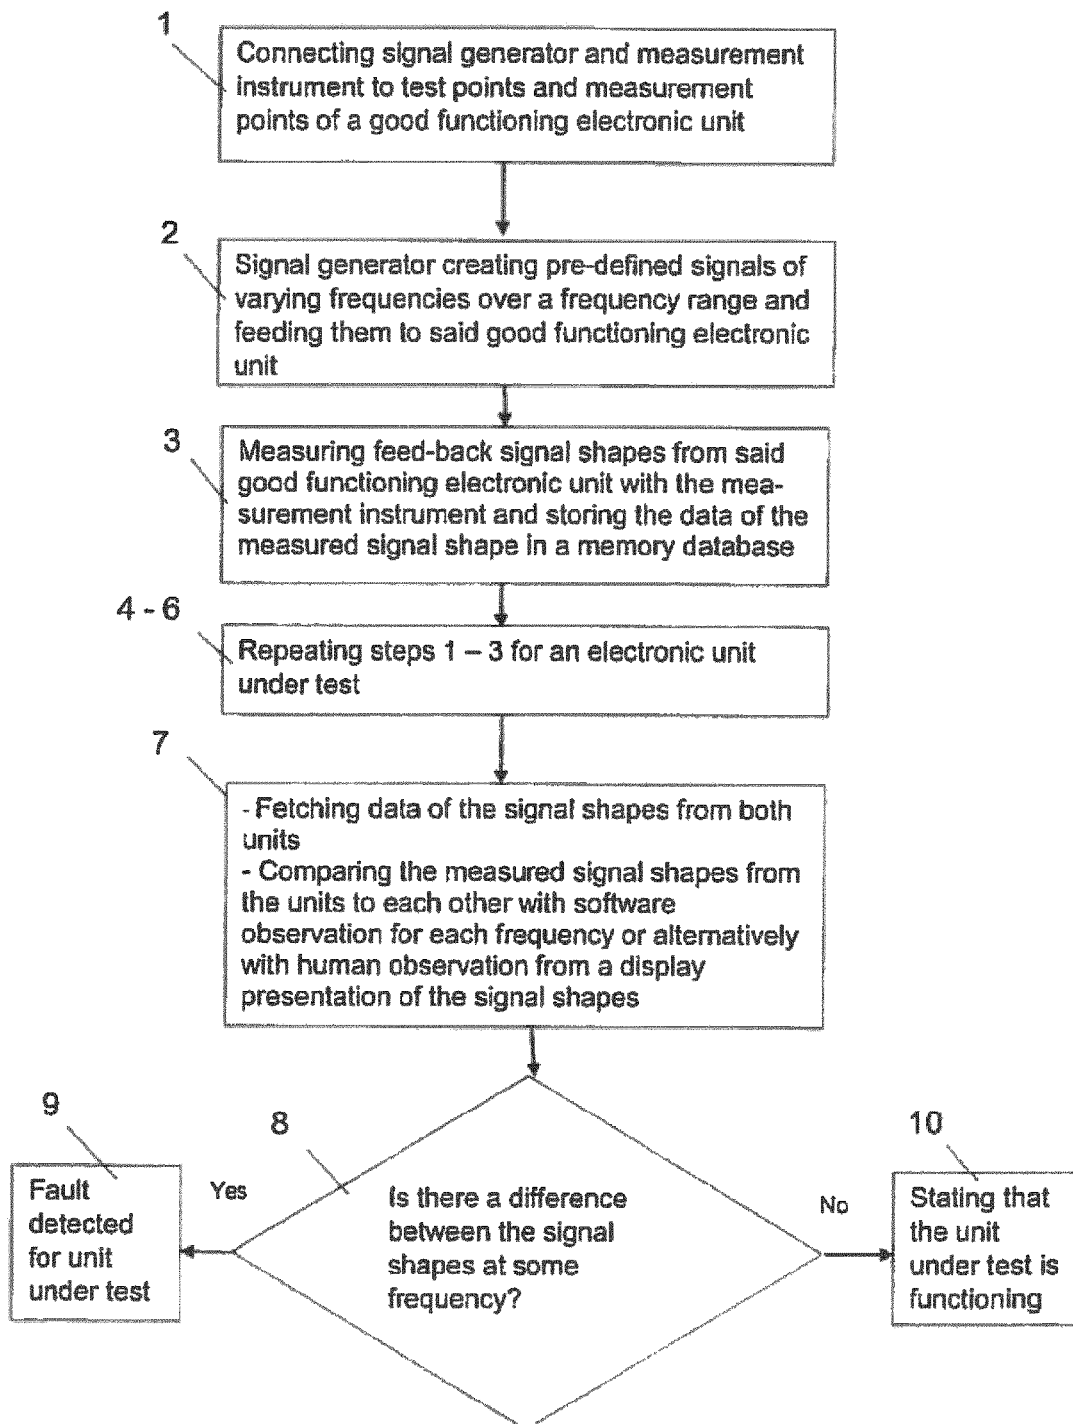 1
Connecting signal generator and measurement
instrument to test points and measurement
points of a good functioning electronic unit
2
Signal generator creating pre-defined signals of
varying frequencies over a frequency range and
feeding them to said good functioning electronic
unit
3
Measuring feed-back signal shapes from said
good functioning electronic unit with the mea-
surement instrument and storing the data of the
measured signal shape in a memory database
4 - 6
Repeating steps 1 – 3 for an electronic unit
under test
7
- Fetching data of the signal shapes from both
units
- Comparing the measured signal shapes from
the units to each other with software
observation for each frequency or alternatively
with human observation from a display
presentation of the signal shapes
8
Is there a difference
between the signal
shapes at some
frequency?
Yes
9
Fault
detected
for unit
under test
No
10
Stating that
the unit
under test is
functioning